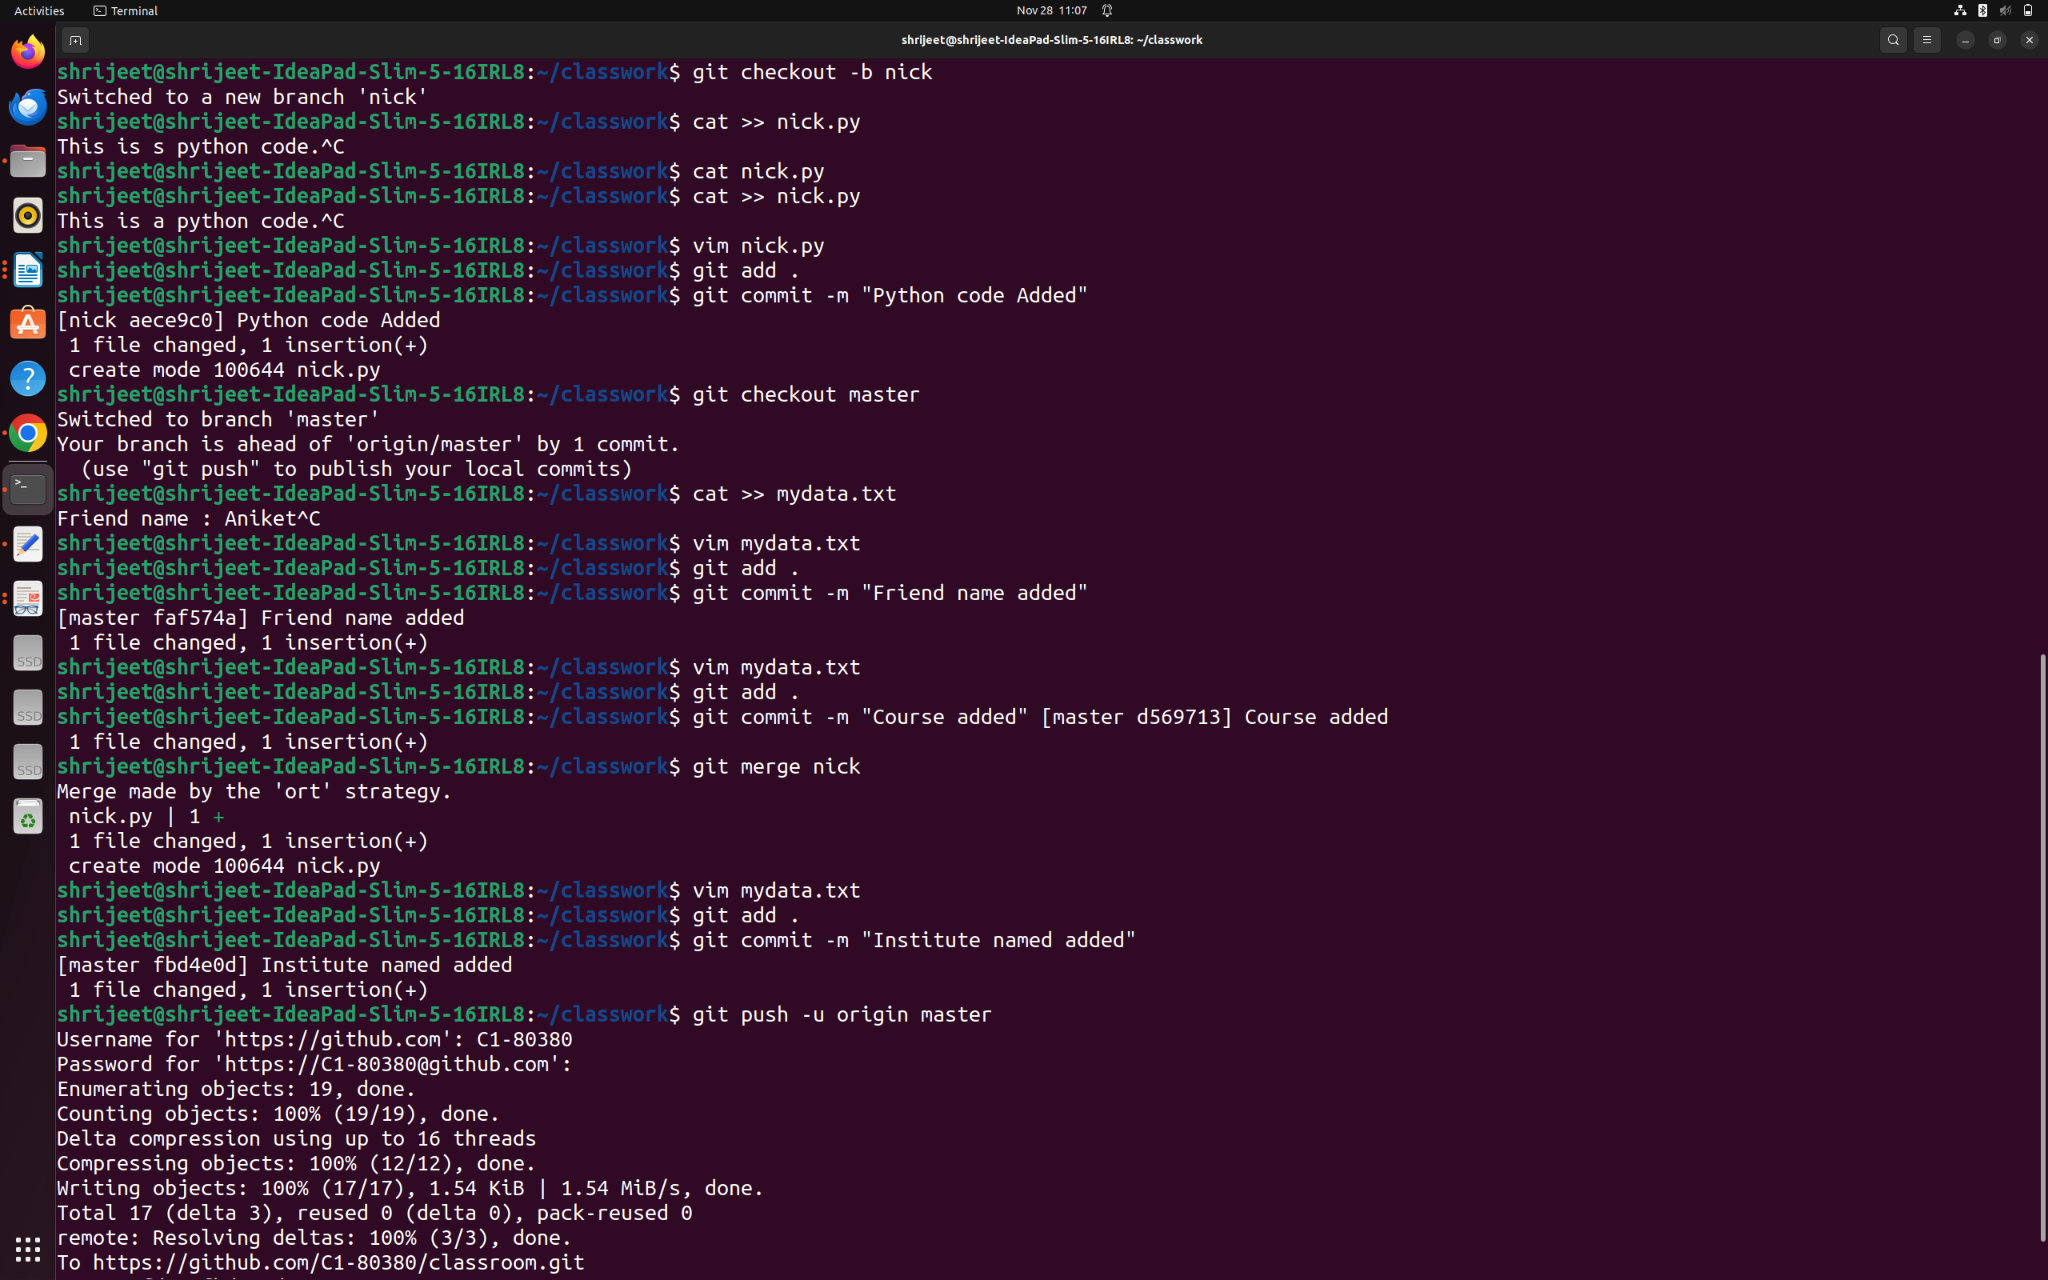 Activities
Terminal
Nov 28 11:07
shrijeet@shrijeet-IdeaPad-Slim-5-16IRL8: ~/classwork
shrijeet@shrijeet-IdeaPad-Slim-5-16IRL8:~/classwork$ git checkout -b nick
Switched to a new branch 'nick'
shrijeet@shrijeet-IdeaPad-Slim-5-16IRL8:~/classwork$ cat >> nick.py
This is s python code.^C
shrijeet@shrijeet-IdeaPad-Slim-5-16IRL8:~/classwork$ cat nick.py
shrijeet@shrijeet-IdeaPad-Slim-5-16IRL8:~/classwork$ cat >> nick.py
This is a python code.^C
shrijeet@shrijeet-IdeaPad-Slim-5-16IRL8:~/classwork$ vim nick.py
shrijeet@shrijeet-IdeaPad-Slim-5-16IRL8:~/classwork$ git add .
shrijeet@shrijeet-IdeaPad-Slim-5-16IRL8:~/classwork$ git commit -m "Python code Added"
[nick aece9c0] Python code Added
 1 file changed, 1 insertion(+)
 create mode 100644 nick.py
shrijeet@shrijeet-IdeaPad-Slim-5-16IRL8:~/classwork$ git checkout master
Switched to branch 'master'
Your branch is ahead of 'origin/master' by 1 commit.
  (use "git push" to publish your local commits)
shrijeet@shrijeet-IdeaPad-Slim-5-16IRL8:~/classwork$ cat >> mydata.txt
Friend name : Aniket^C
shrijeet@shrijeet-IdeaPad-Slim-5-16IRL8:~/classwork$ vim mydata.txt
shrijeet@shrijeet-IdeaPad-Slim-5-16IRL8:~/classwork$ git add .
shrijeet@shrijeet-IdeaPad-Slim-5-16IRL8:~/classwork$ git commit -m "Friend name added"
[master faf574a] Friend name added
 1 file changed, 1 insertion(+)
shrijeet@shrijeet-IdeaPad-Slim-5-16IRL8:~/classwork$ vim mydata.txt
shrijeet@shrijeet-IdeaPad-Slim-5-16IRL8:~/classwork$ git add .
shrijeet@shrijeet-IdeaPad-Slim-5-16IRL8:~/classwork$ git commit -m "Course added" [master d569713] Course added
 1 file changed, 1 insertion(+)
shrijeet@shrijeet-IdeaPad-Slim-5-16IRL8:~/classwork$ git merge nick
Merge made by the 'ort' strategy.
 nick.py | 1 +
 1 file changed, 1 insertion(+)
 create mode 100644 nick.py
shrijeet@shrijeet-IdeaPad-Slim-5-16IRL8:~/classwork$ vim mydata.txt
shrijeet@shrijeet-IdeaPad-Slim-5-16IRL8:~/classwork$ git add .
shrijeet@shrijeet-IdeaPad-Slim-5-16IRL8:~/classwork$ git commit -m "Institute named added"
[master fbd4e0d] Institute named added
 1 file changed, 1 insertion(+)
shrijeet@shrijeet-IdeaPad-Slim-5-16IRL8:~/classwork$ git push -u origin master
Username for 'https://github.com': C1-80380
Password for 'https://C1-80380@github.com':
Enumerating objects: 19, done.
Counting objects: 100% (19/19), done.
Delta compression using up to 16 threads
Compressing objects: 100% (12/12), done.
Writing objects: 100% (17/17), 1.54 KiB | 1.54 MiB/s, done.
Total 17 (delta 3), reused 0 (delta 0), pack-reused 0
remote: Resolving deltas: 100% (3/3), done.
To https://github.com/C1-80380/classroom.git
SSD
SSD
SSD